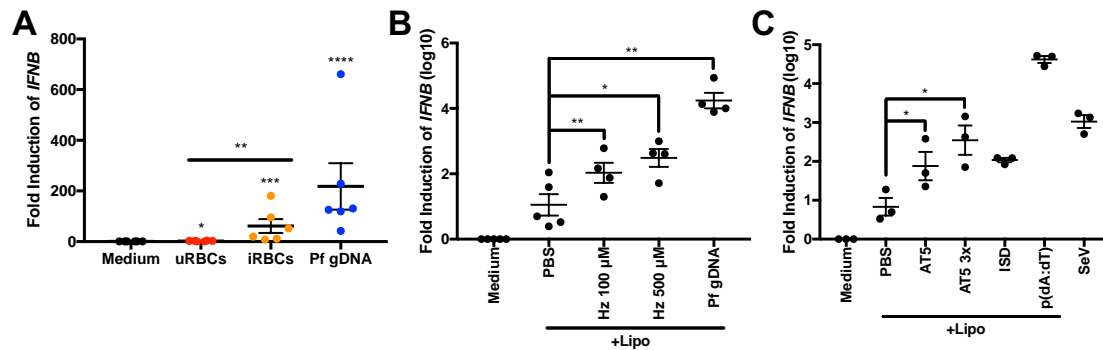 A
Fold Induction of IFNB
800
600
400
200
0
*
**
***
****
Medium
uRBCs
iRBCs
Pf gDNA
B
Fold Induction of IFNB (log10)
6
4
2
0
**
*
**
Medium
PBS
Hz 100 µM
Hz 500 µM
Pf gDNA
+Lipo
C
Fold Induction of IFNB (log10)
5
4
3
2
1
0
*
*
Medium
PBS
AT5
AT5 3x
ISD
p(dA:dT)
SeV
+Lipo